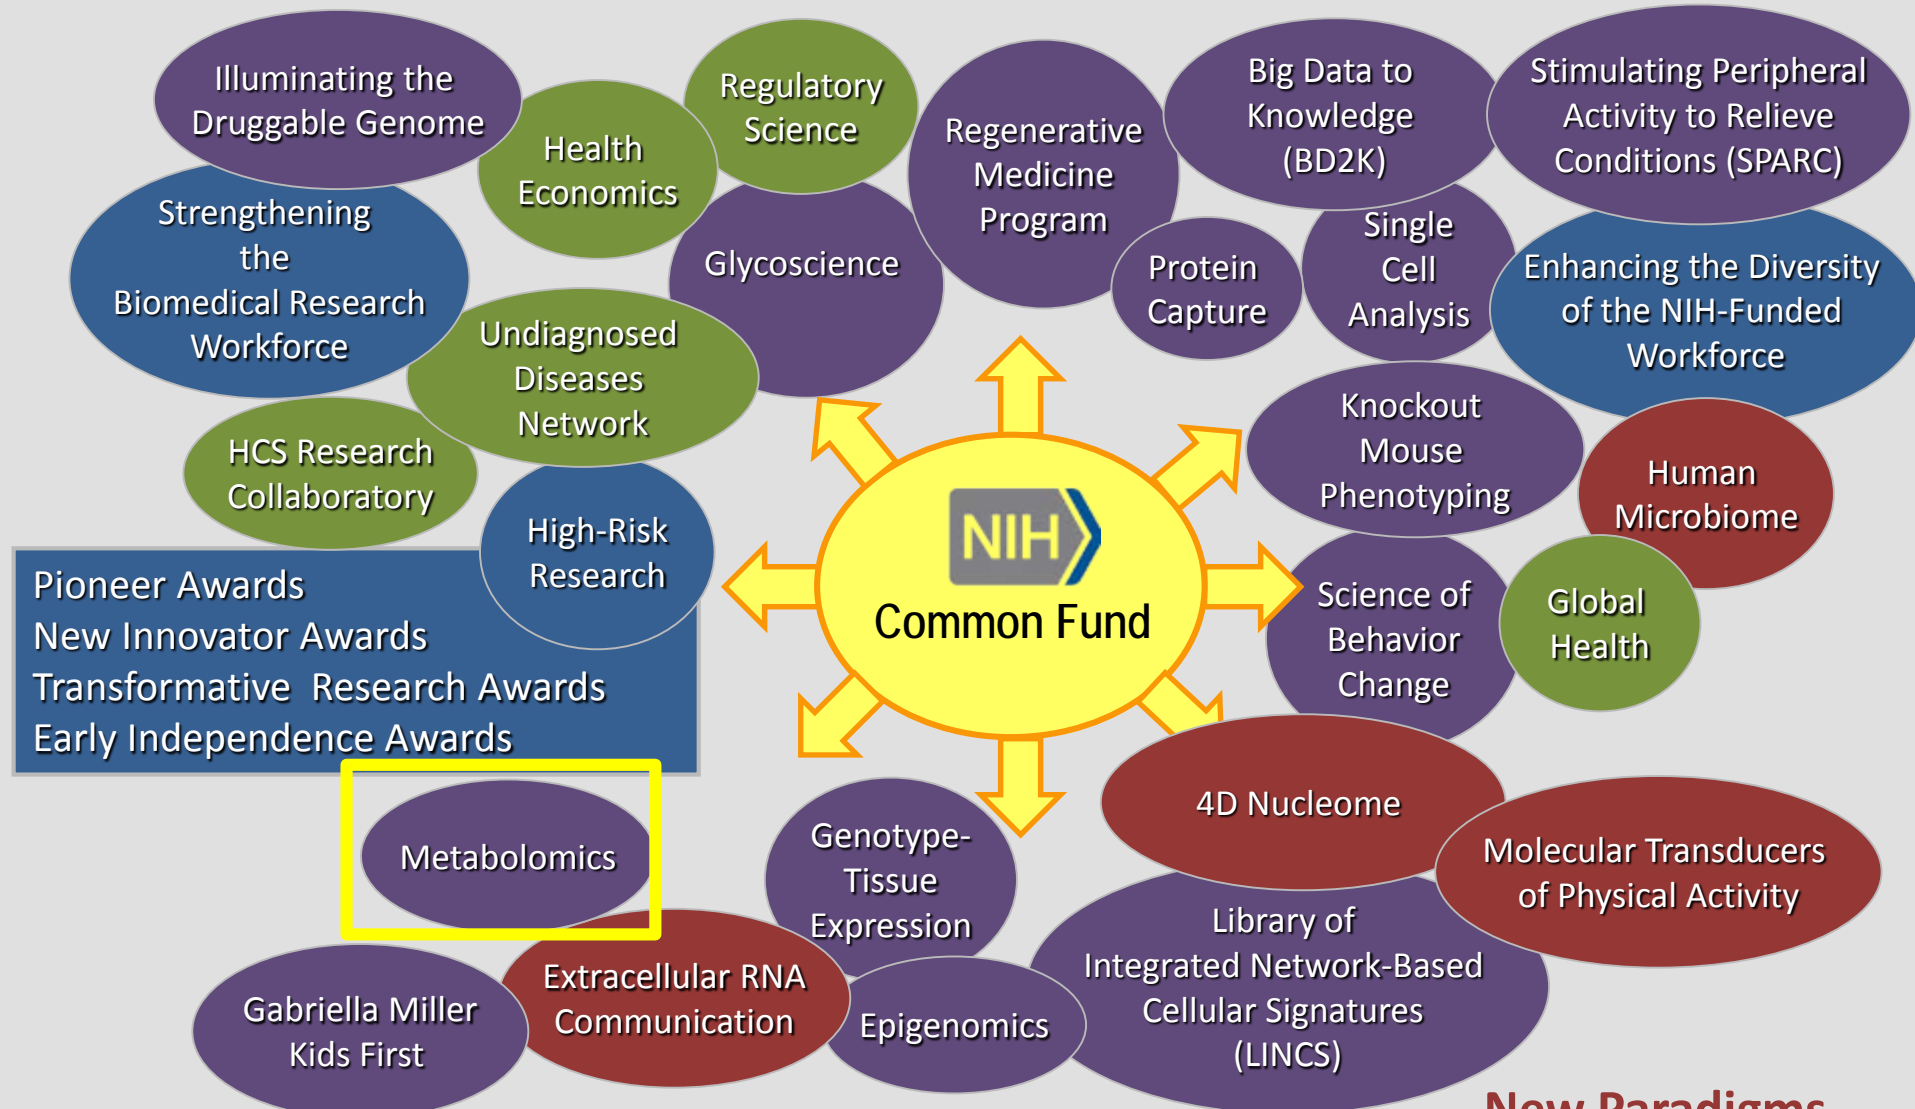 Illuminating the
Druggable Genome
Health
Economics
Regulatory
Science
Regenerative
Medicine
Program
Big Data to
Knowledge
(BD2K)
Stimulating Peripheral
Activity to Relieve
Conditions (SPARC)
Strengthening
the
Biomedical Research
Workforce
Glycoscience
Protein
Capture
Single
Cell
Analysis
Enhancing the Diversity
of the NIH-Funded
Workforce
Undiagnosed
Diseases
Network
HCS Research
Collaboratory
Knockout
Mouse
Phenotyping
Human
Microbiome
High-Risk
Research
NIH
Common Fund
Pioneer Awards
New Innovator Awards
Transformative Research Awards
Early Independence Awards
Science of
Behavior
Change
Global
Health
Metabolomics
Genotype-
Tissue
Expression
4D Nucleome
Molecular Transducers
of Physical Activity
Gabriella Miller
Kids First
Extracellular RNA
Communication
Epigenomics
Library of
Integrated Network-Based
Cellular Signatures
(LINCS)
New Paradigms